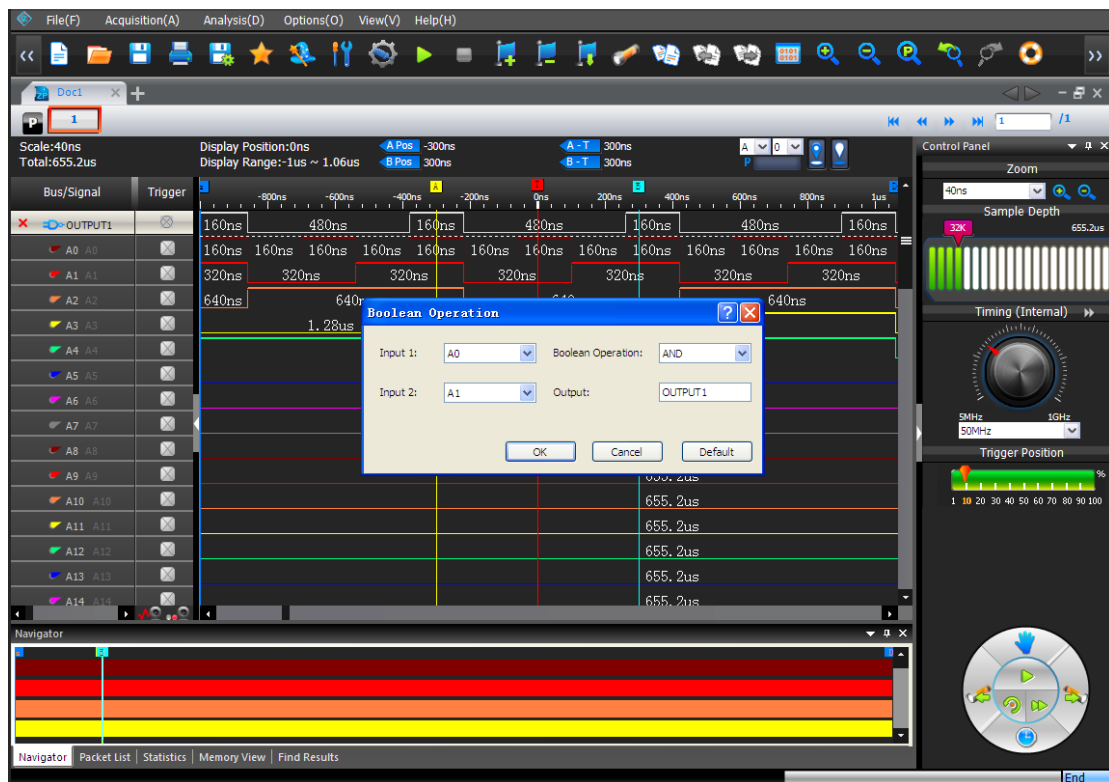 File(F) Acquisition(A) Analysis(D) Options(O) View(V) Help(H)
Doc1
P 1 1 /1
Scale:40ns Display Position:0ns A Pos -300ns A - T 300ns A 0
Total:655.2us Display Range:-1us ~ 1.06us B Pos 300ns B - T 300ns P
Bus/Signal Trigger -800ns -600ns -400ns -200ns 0ns 200ns 400ns 600ns 800ns 1us
A T B
OUTPUT1 160ns 480ns 160ns 480ns 160ns 480ns 160ns
A0 A0 160ns 160ns 160ns 160ns 160ns 160ns 160ns 160ns 160ns 160ns 160ns 160ns 160ns
A1 A1 320ns 320ns 320ns 320ns 320ns 320ns 320ns
A2 A2 640ns 640ns
A3 A3 1.28us
A4 A4
A5 A5
A6 A6
A7 A7
A8 A8
A9 A9 655.2us
A10 A10 655.2us
A11 A11 655.2us
A12 A12 655.2us
A13 A13 655.2us
A14 A14 655.2us
Boolean Operation
Input 1: A0 Boolean Operation: AND
Input 2: A1 Output: OUTPUT1
OK Cancel Default
Control Panel
Zoom
40ns
Sample Depth
32K 655.2us
Timing (Internal)
5MHz 1GHz
50MHz
Trigger Position
%
1 10 20 30 40 50 60 70 80 90 100
Navigator
Navigator Packet List Statistics Memory View Find Results
End